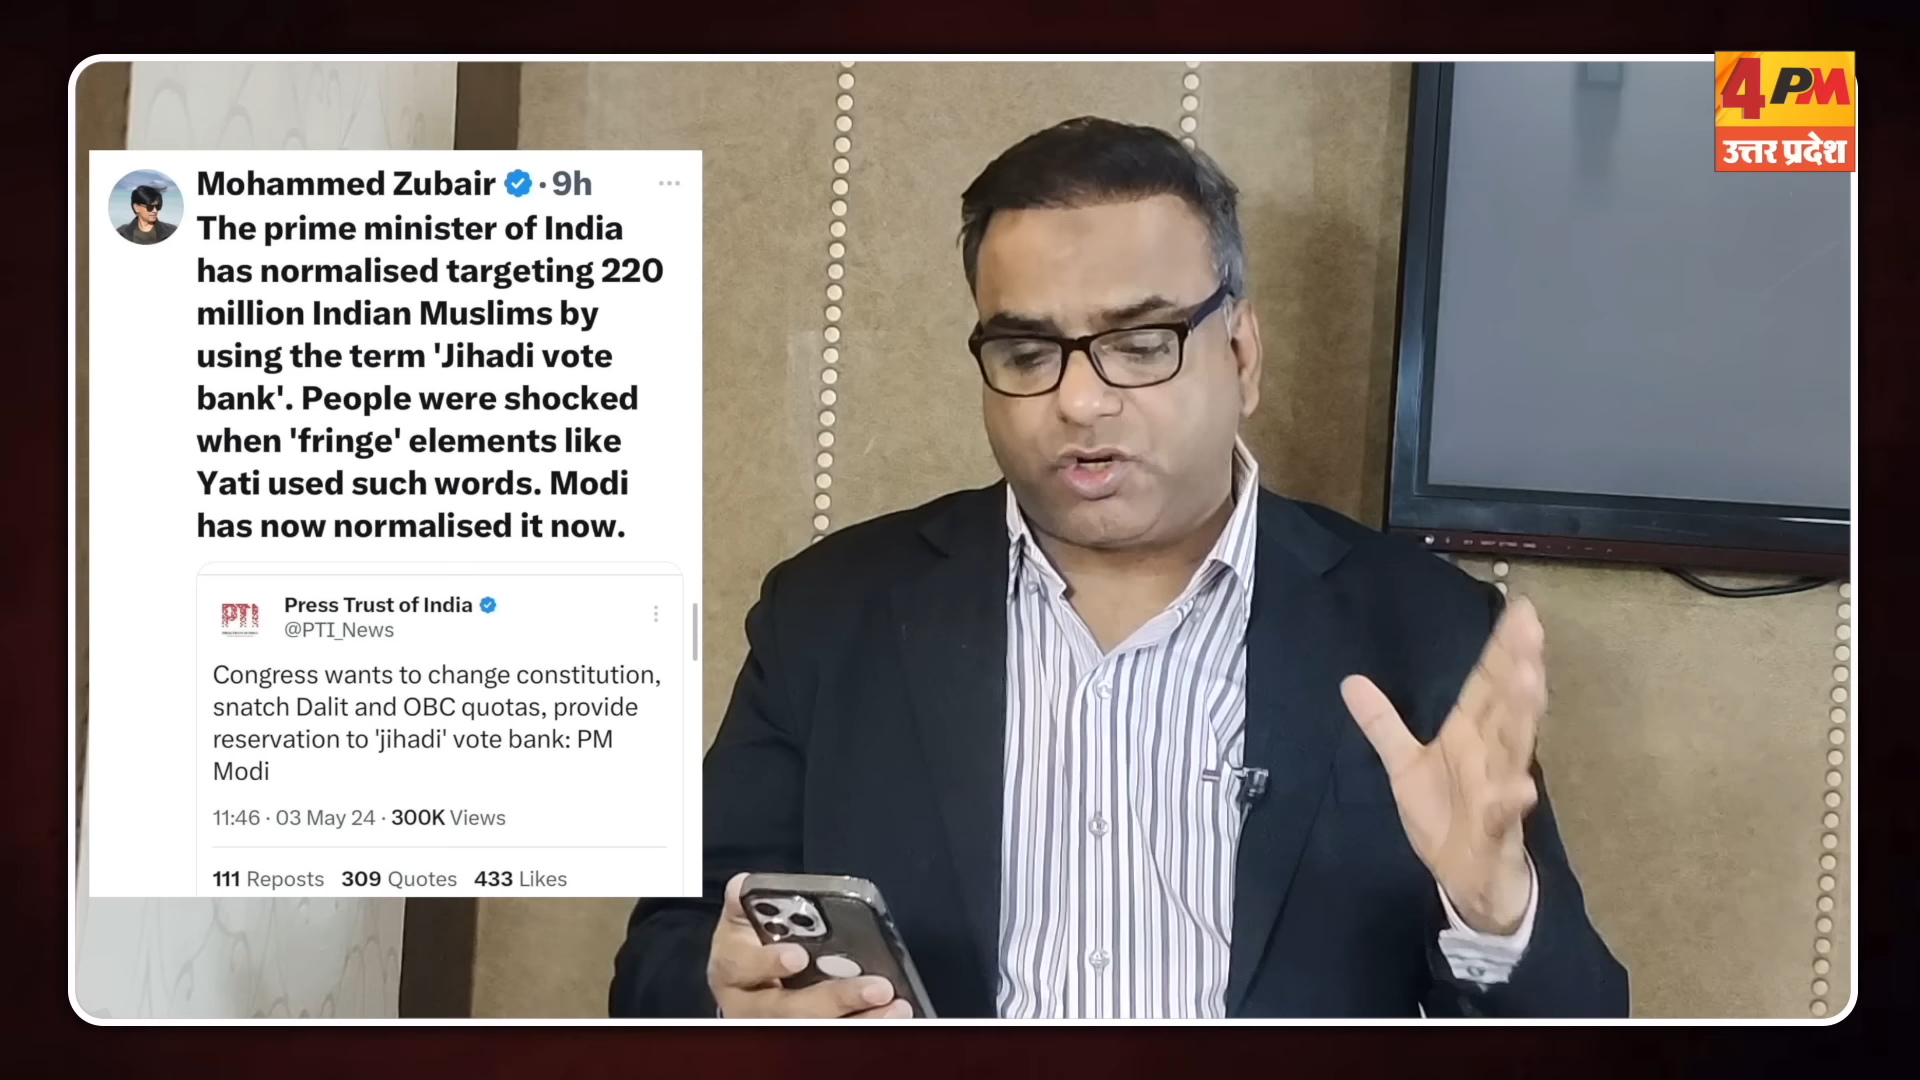 4PM
उत्तर प्रदेश
Mohammed Zubair · 9h
The prime minister of India
has normalised targeting 220
million Indian Muslims by
using the term 'Jihadi vote
bank'. People were shocked
when 'fringe' elements like
Yati used such words. Modi
has now normalised it now.
PTI
Press Trust of India
@PTI_News
Congress wants to change constitution,
snatch Dalit and OBC quotas, provide
reservation to 'jihadi' vote bank: PM
Modi
11:46 · 03 May 24 · 300K Views
111 Reposts 309 Quotes 433 Likes